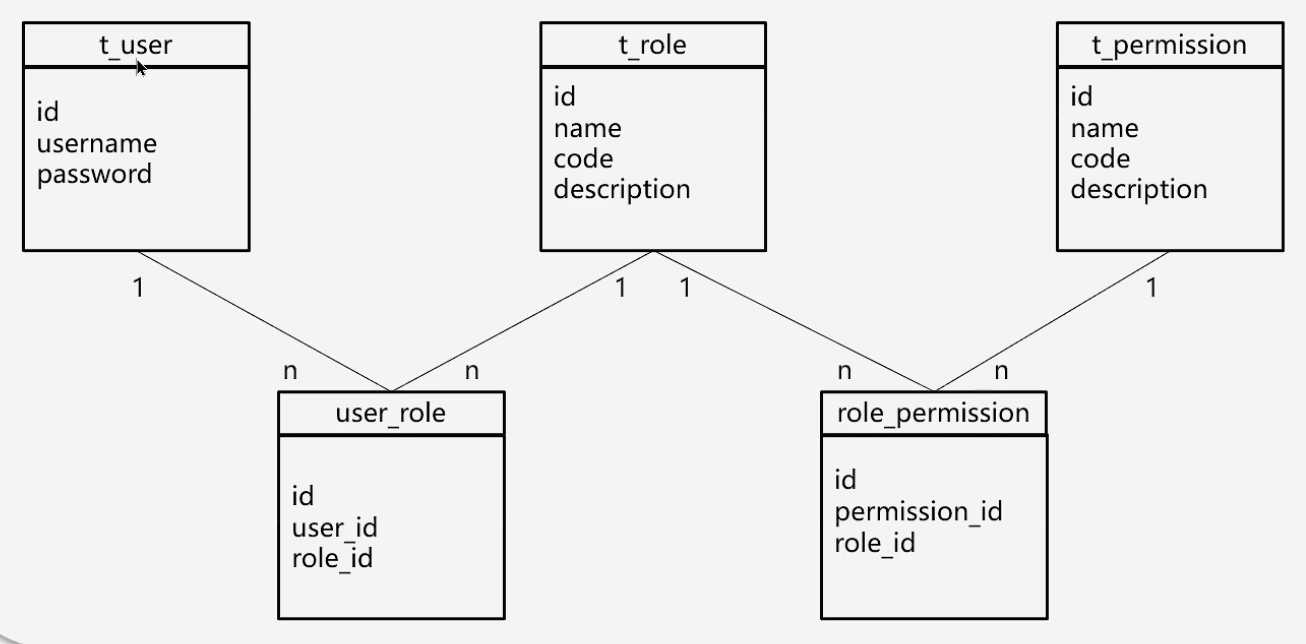 t_user
id
username
password
t_role
id
name
code
description
t_permission
id
name
code
description
1
1
1
1
n
n
n
n
user_role
id
user_id
role_id
role_permission
id
permission_id
role_id